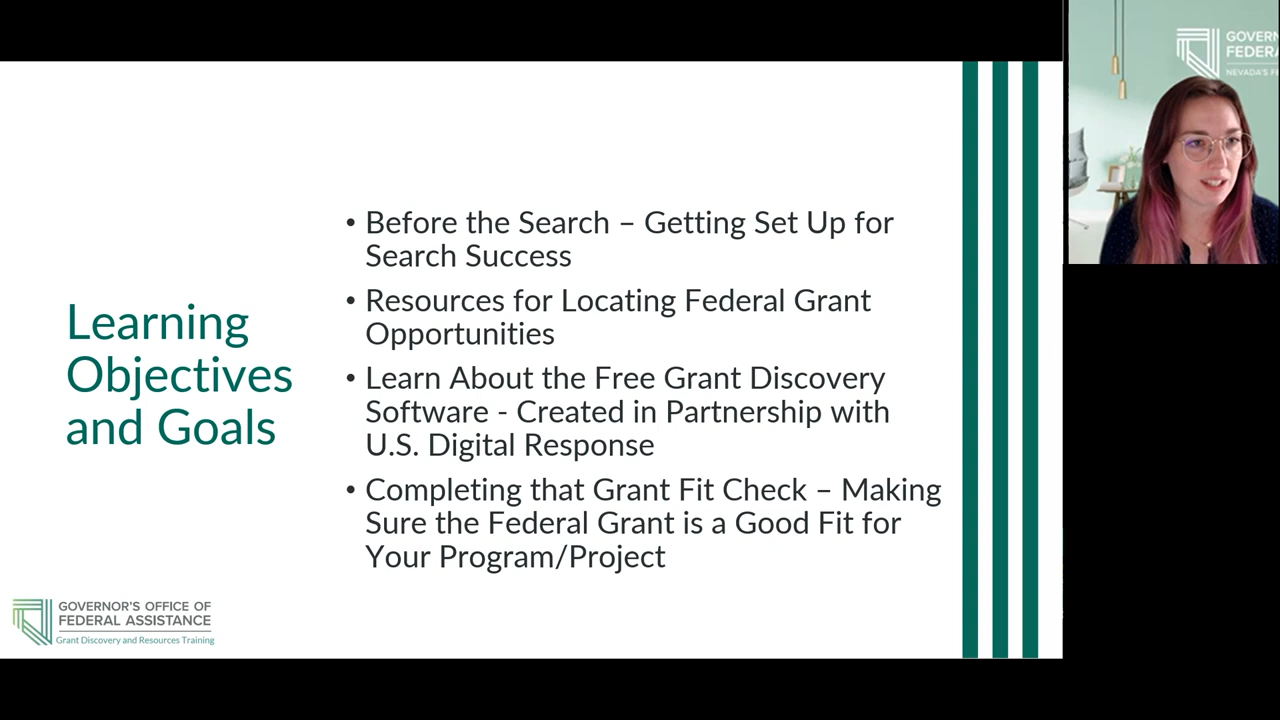 Learning
Objectives
and Goals
• Before the Search – Getting Set Up for
Search Success
• Resources for Locating Federal Grant
Opportunities
• Learn About the Free Grant Discovery
Software - Created in Partnership with
U.S. Digital Response
• Completing that Grant Fit Check – Making
Sure the Federal Grant is a Good Fit for
Your Program/Project
GOVERNOR'S OFFICE OF
FEDERAL ASSISTANCE
Grant Discovery and Resources Training
GOVERN
FEDERA
NEVADA'S F